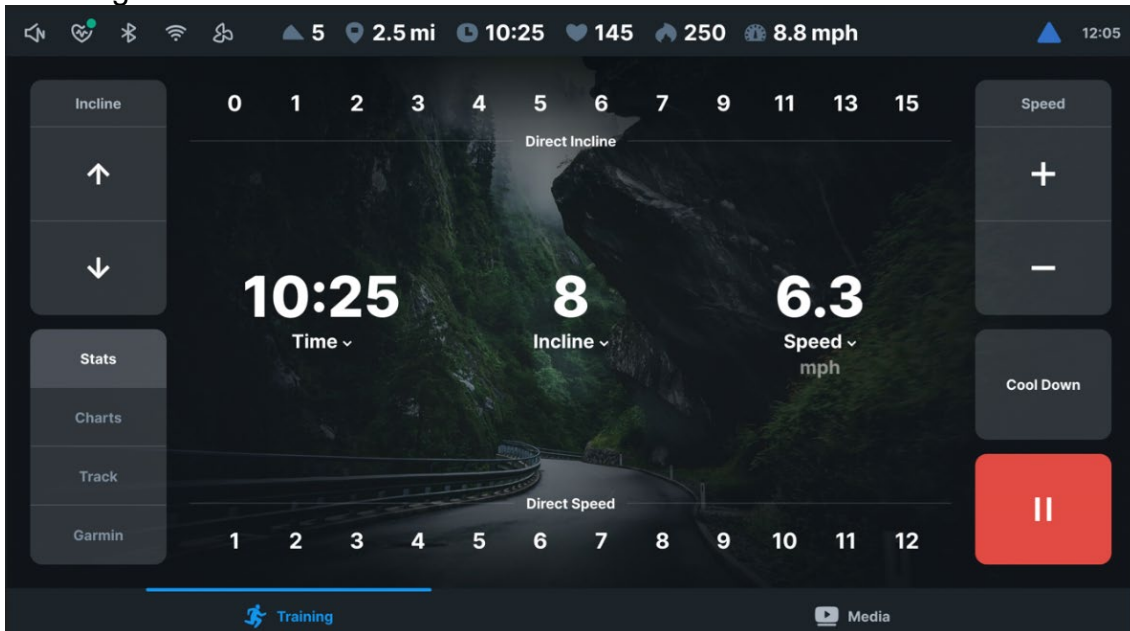 5 2.5 mi 10:25 145 250 8.8 mph 12:05
Incline
0 1 2 3 4 5 6 7 9 11 13 15
Speed
Direct Incline
10:25 8 6.3
Time Incline Speed
mph
Stats
Charts
Track
Garmin
Cool Down
Direct Speed
1 2 3 4 5 6 7 8 9 10 11 12
Training Media